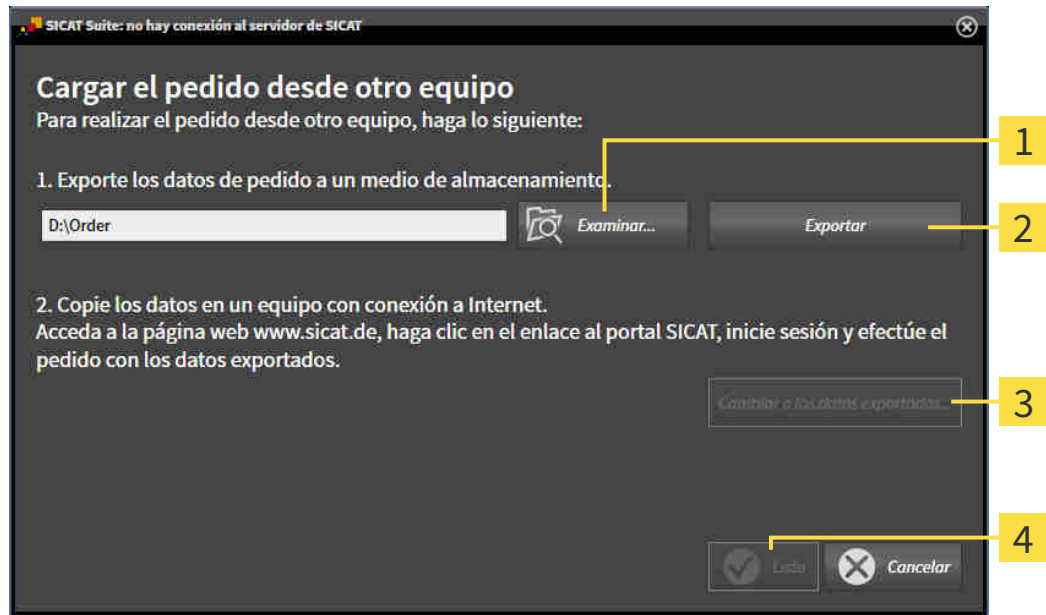 SICAT Suite: no hay conexión al servidor de SICAT
Cargar el pedido desde otro equipo
Para realizar el pedido desde otro equipo, haga lo siguiente:
1
1. Exporte los datos de pedido a un medio de almacenamiento.
D:\Order
Examinar...
Exportar
2
2. Copie los datos en un equipo con conexión a Internet.
Acceda a la página web www.sicat.de, haga clic en el enlace al portal SICAT, inicie sesión y efectúe el
pedido con los datos exportados.
Cambiar a los datos exportados...
3
4
Listo
Cancelar